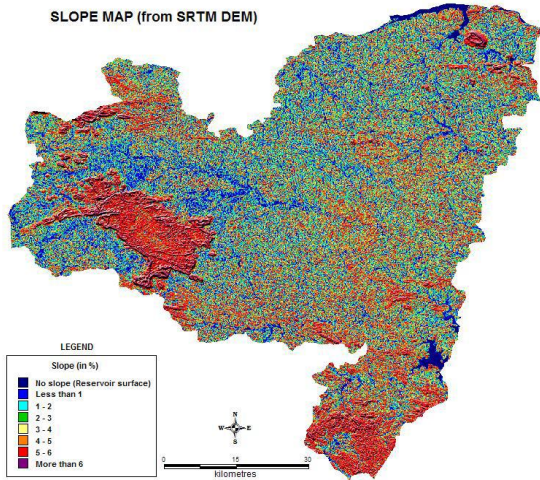 SLOPE MAP (from SRTM DEM)
LEGEND
Slope (in %)
No slope (Reservoir surface)
Less than 1
1 - 2
2 - 3
3 - 4
4 - 5
5 - 6
More than 6
N
W E
S
0 15 30
kilometres